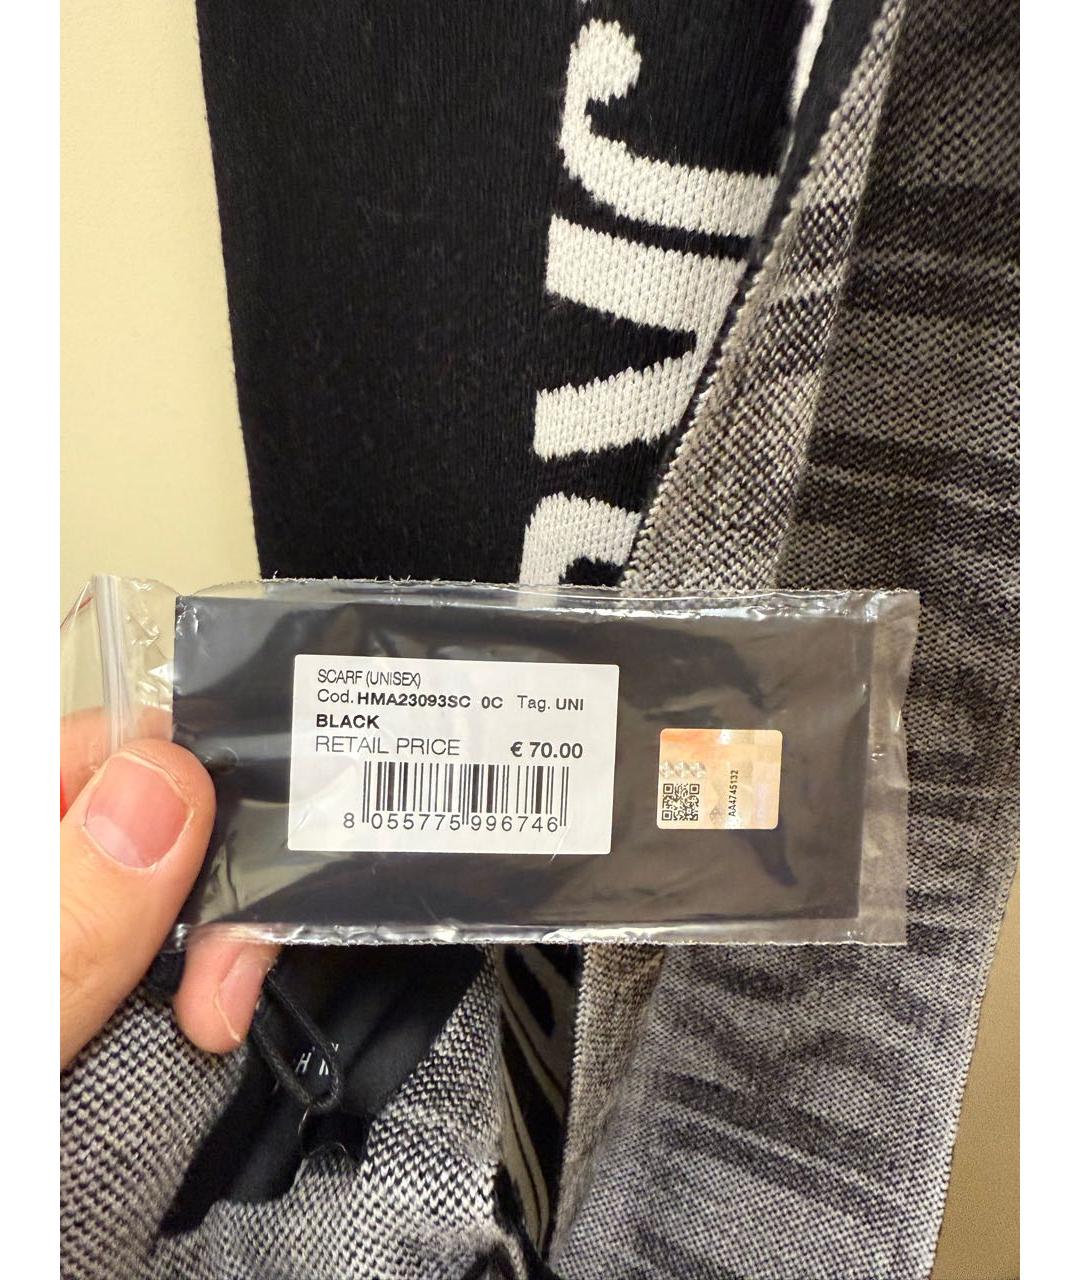 SCARF (UNISEX)
Cod. HMA23093SC 0C Tag. UNI
BLACK
RETAIL PRICE € 70.00
8 055775 996746
AA4745132